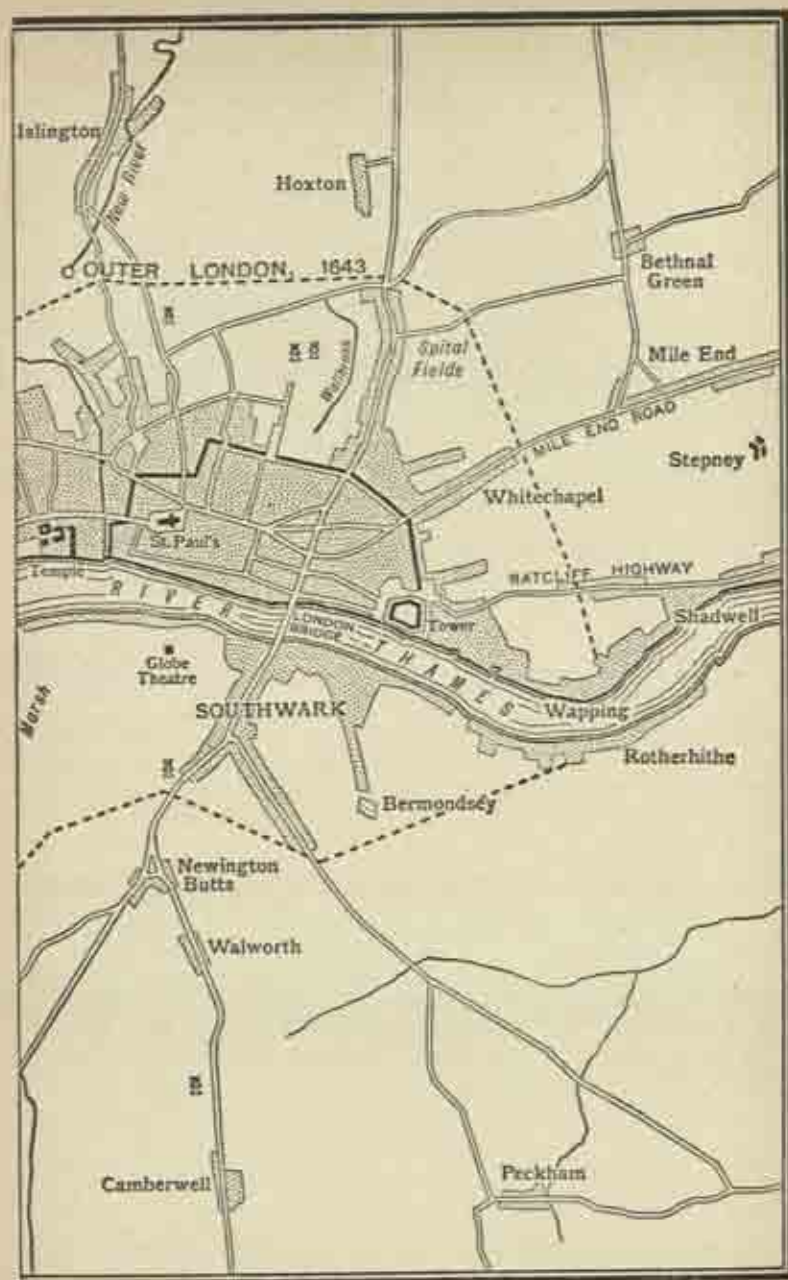 Islington
New River
Hoxton
OUTER LONDON, 1643
Bethnal
Green
Spital
Fields
Mile End
Wallbrook
MILE END ROAD
Stepney
Whitechapel
St. Paul's
Temple
RATCLIFF HIGHWAY
RIVER THAMES
LONDON
BRIDGE
Tower
Shadwell
Globe
Theatre
Marsh
SOUTHWARK
Wapping
Rotherhithe
Bermondsey
Newington
Butts
Walworth
Camberwell
Peckham